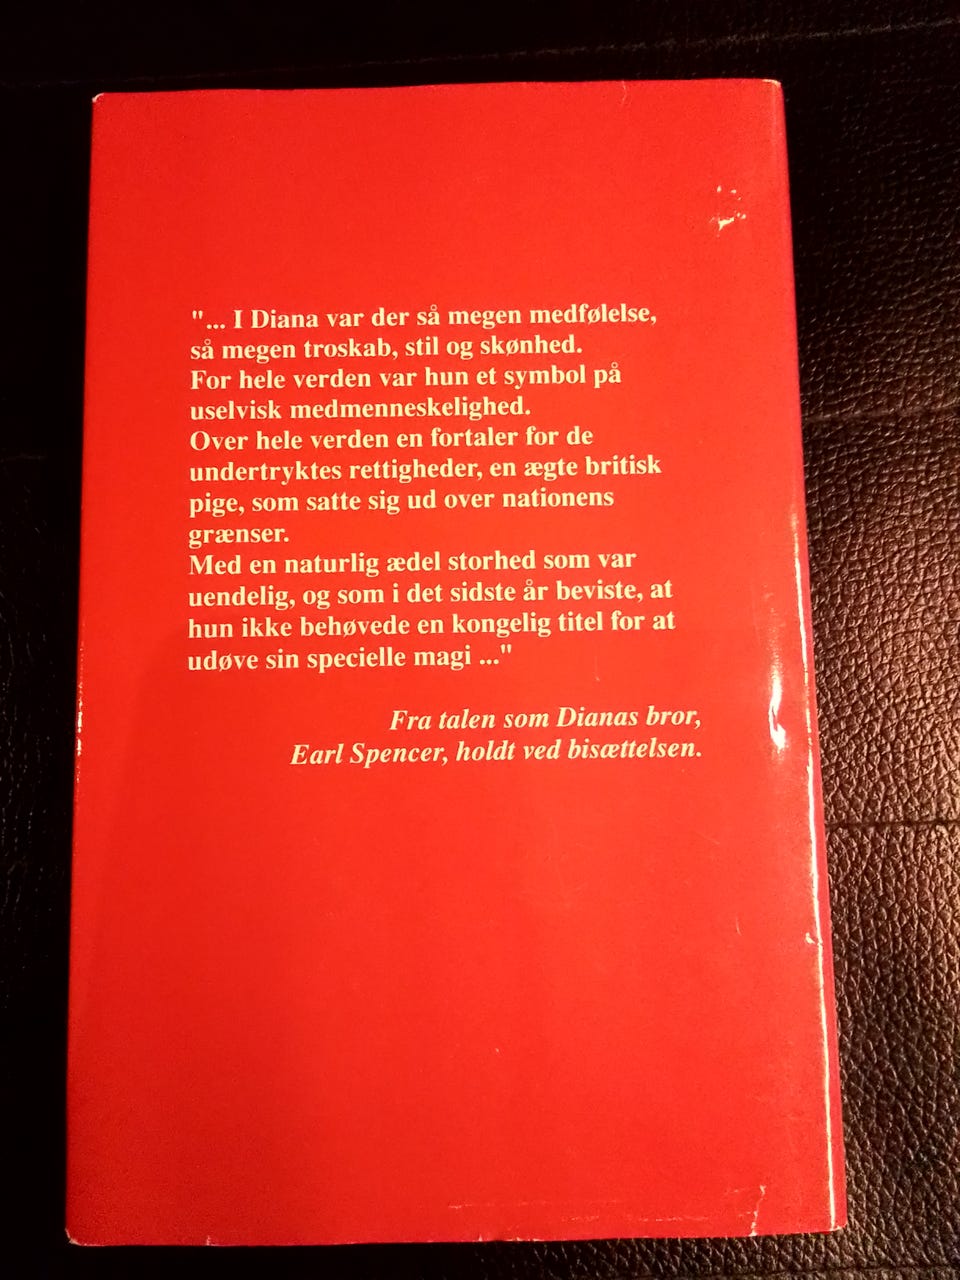 "... I Diana var der så megen medfølelse,
så megen troskab, stil og skønhed.
For hele verden var hun et symbol på
uselvisk medmenneskelighed.
Over hele verden en fortaler for de
undertryktes rettigheder, en ægte britisk
pige, som satte sig ud over nationens
grænser.
Med en naturlig ædel storhed som var
uendelig, og som i det sidste år beviste, at
hun ikke behøvede en kongelig titel for at
udøve sin specielle magi ..."
Fra talen som Dianas bror,
Earl Spencer, holdt ved bisættelsen.